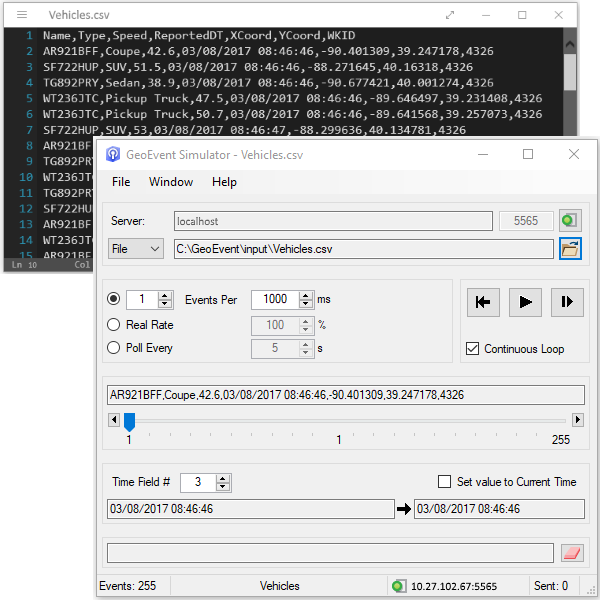 Vehicles.csv
1 Name,Type,Speed,ReportedDT,XCoord,YCoord,WKID
2 AR921BFF,Coupe,42.6,03/08/2017 08:46:46,-90.401309,39.247178,4326
3 SF722HUP,SUV,51.5,03/08/2017 08:46:46,-88.271645,40.16318,4326
4 TG892PRY,Sedan,38.9,03/08/2017 08:46:46,-90.677421,40.001274,4326
5 WT236JTC,Pickup Truck,47.5,03/08/2017 08:46:46,-89.646497,39.231408,4326
6 WT236JTC,Pickup Truck,50.7,03/08/2017 08:46:46,-89.641568,39.257073,4326
7 SF722HUP,SUV,53,03/08/2017 08:46:47,-88.299636,40.134781,4326
8 AR921BF
9 TG892PR
10 WT236JT
11 TG892PR
12 SF722HU
13 AR921BF
14 WT236JT
15 AR921BF
Ln 10 Col
GeoEvent Simulator - Vehicles.csv
File Window Help
Server: localhost 5565
File C:\GeoEvent\input\Vehicles.csv
1 Events Per 1000 ms
Real Rate 100 %
Poll Every 5 s
Continuous Loop
AR921BFF,Coupe,42.6,03/08/2017 08:46:46,-90.401309,39.247178,4326
1 1 255
Time Field # 3 Set value to Current Time
03/08/2017 08:46:46 03/08/2017 08:46:46
Events: 255 Vehicles 10.27.102.67:5565 Sent: 0